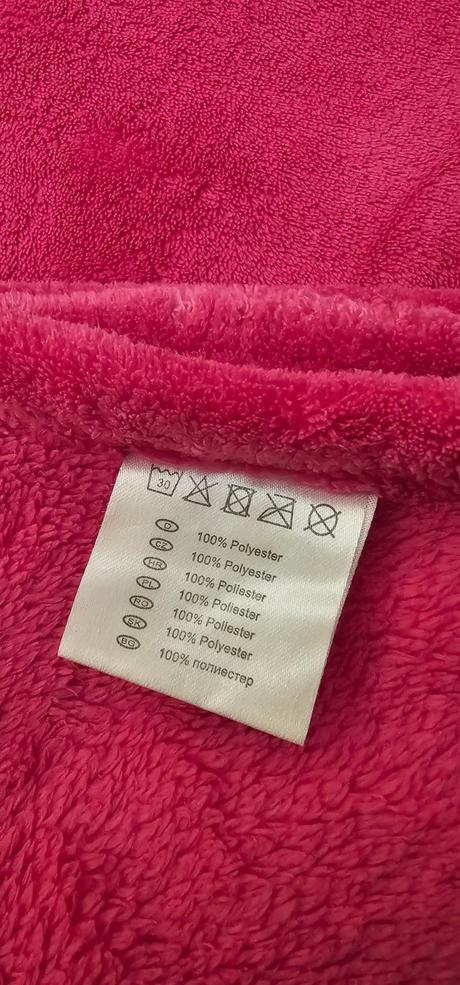 30
D 100% Polyester
CZ 100% Polyester
HR 100% Poliester
PL 100% Poliester
RO 100% Poliester
SK 100% Polyester
BG 100% полиестер